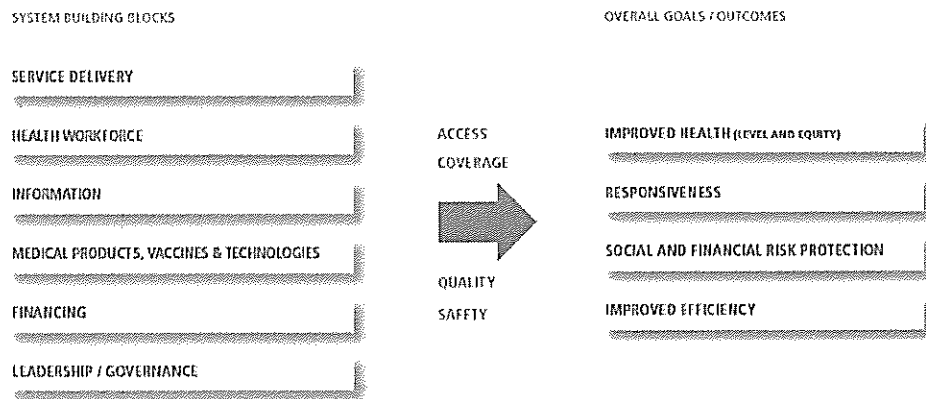 SYSTEM BUILDING BLOCKS
SERVICE DELIVERY
HEALTH WORKFORCE
INFORMATION
MEDICAL PRODUCTS, VACCINES & TECHNOLOGIES
FINANCING
LEADERSHIP / GOVERNANCE
ACCESS
COVERAGE
QUALITY
SAFETY
OVERALL GOALS / OUTCOMES
IMPROVED HEALTH (LEVEL AND EQUITY)
RESPONSIVENESS
SOCIAL AND FINANCIAL RISK PROTECTION
IMPROVED EFFICIENCY